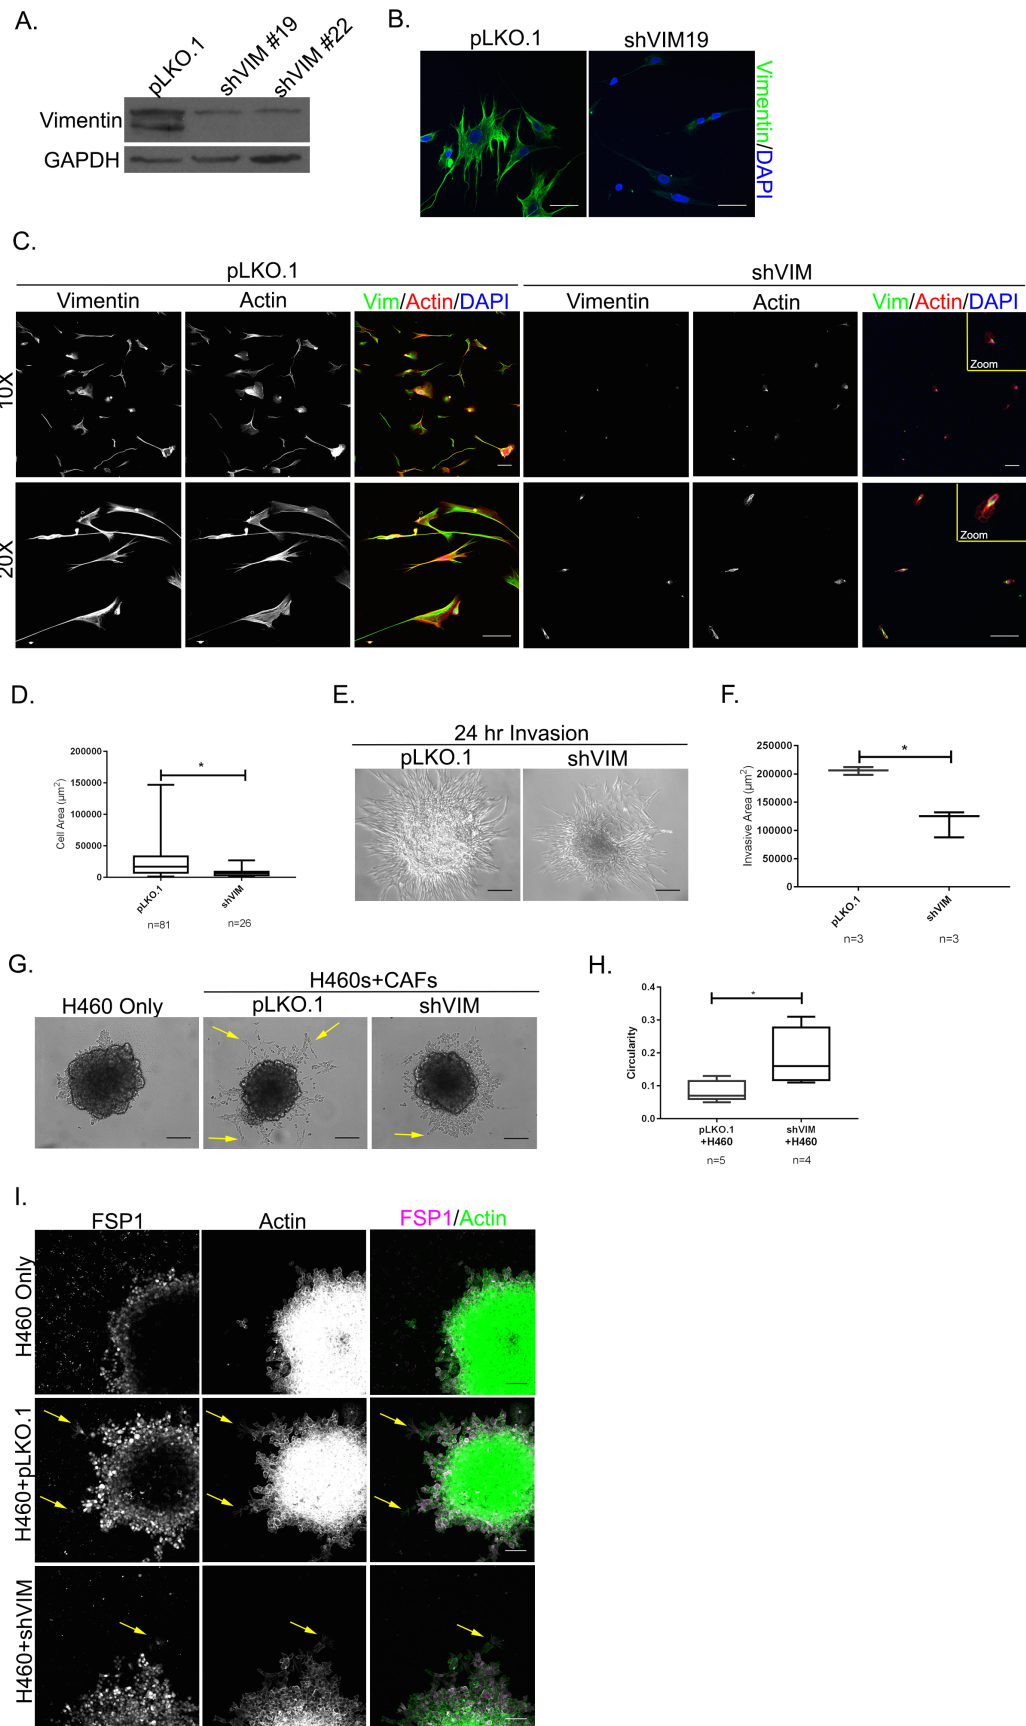 A.
pLKO.1
shVIM #19
shVIM #22
Vimentin
GAPDH
B.
pLKO.1
shVIM19
Vimentin/DAPI
C.
pLKO.1
shVIM
Vimentin
Actin
Vim/Actin/DAPI
Vimentin
Actin
Vim/Actin/DAPI
10X
Zoom
20X
Zoom
D.
200000
150000
100000
50000
0
Cell Area (µm²)
*
pLKO.1
shVIM
n=81
n=26
E.
24 hr Invasion
pLKO.1
shVIM
F.
250000
200000
150000
100000
50000
0
Invasive Area (µm²)
*
pLKO.1
shVIM
n=3
n=3
G.
H460s+CAFs
H460 Only
pLKO.1
shVIM
H.
0.4
0.3
0.2
0.1
0.0
Circularity
*
pLKO.1
+H460
shVIM
+H460
n=5
n=4
I.
FSP1
Actin
FSP1/Actin
H460 Only
H460+pLKO.1
H460+shVIM